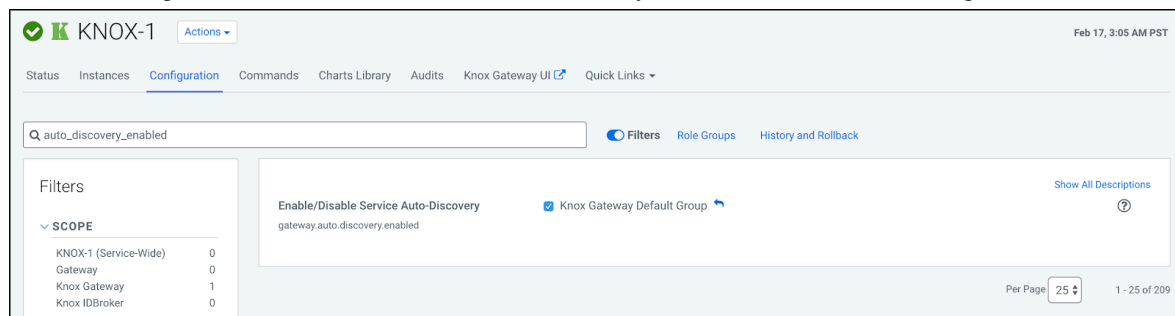 KNOX-1 Actions Feb 17, 3:05 AM PST
Status Instances Configuration Commands Charts Library Audits Knox Gateway UI Quick Links
auto_discovery_enabled Filters Role Groups History and Rollback
Filters
Show All Descriptions
Enable/Disable Service Auto-Discovery Knox Gateway Default Group
gateway.auto.discovery.enabled
SCOPE
KNOX-1 (Service-Wide) 0
Gateway 0
Knox Gateway 1
Knox IDBroker 0
Per Page 25 1 - 25 of 209